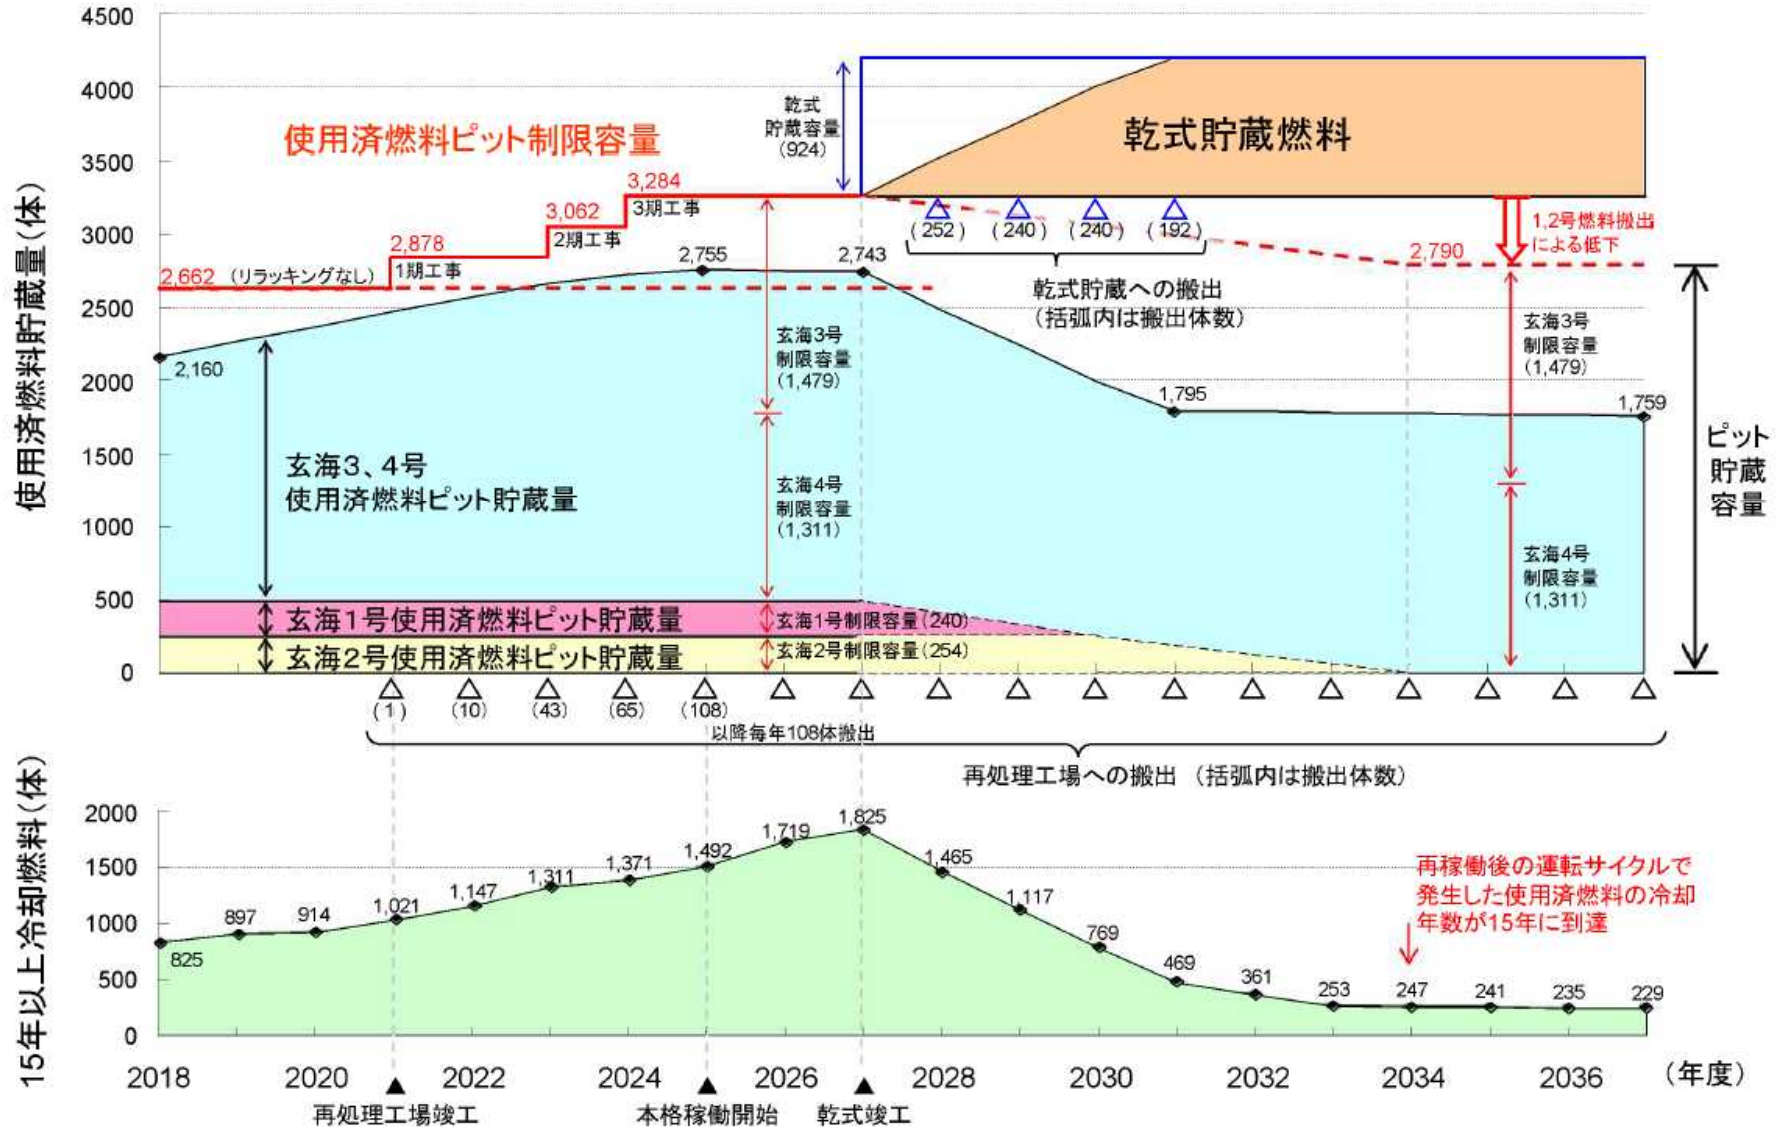 使用済燃料貯蔵量(体)
4500
4000
3500
3000
2500
2000
1500
1000
500
0
使用済燃料ピット制限容量
乾式
貯蔵容量
(924)
乾式貯蔵燃料
2,662 (リラッキングなし)
2,878
1期工事
3,062
2期工事
3,284
3期工事
2,160
2,755
2,743
(252)
(240)
(240)
(192)
乾式貯蔵への搬出
(括弧内は搬出体数)
1,2号燃料搬出
による低下
2,790
1,795
1,759
玄海3号
制限容量
(1,479)
玄海4号
制限容量
(1,311)
玄海3号
制限容量
(1,479)
玄海4号
制限容量
(1,311)
ピット
貯蔵
容量
玄海3、4号
使用済燃料ピット貯蔵量
玄海1号使用済燃料ピット貯蔵量
玄海1号制限容量(240)
玄海2号使用済燃料ピット貯蔵量
玄海2号制限容量(254)
(1)
(10)
(43)
(65)
(108)
以降毎年108体搬出
再処理工場への搬出 (括弧内は搬出体数)
15年以上冷却燃料(体)
2000
1500
1000
500
0
825
897
914
1,021
1,147
1,311
1,371
1,492
1,719
1,825
1,465
1,117
769
469
361
253
247
241
235
229
再稼働後の運転サイクルで
発生した使用済燃料の冷却
年数が15年に到達
2018
2020
2022
2024
2026
2028
2030
2032
2034
2036
(年度)
再処理工場竣工
本格稼働開始
乾式竣工